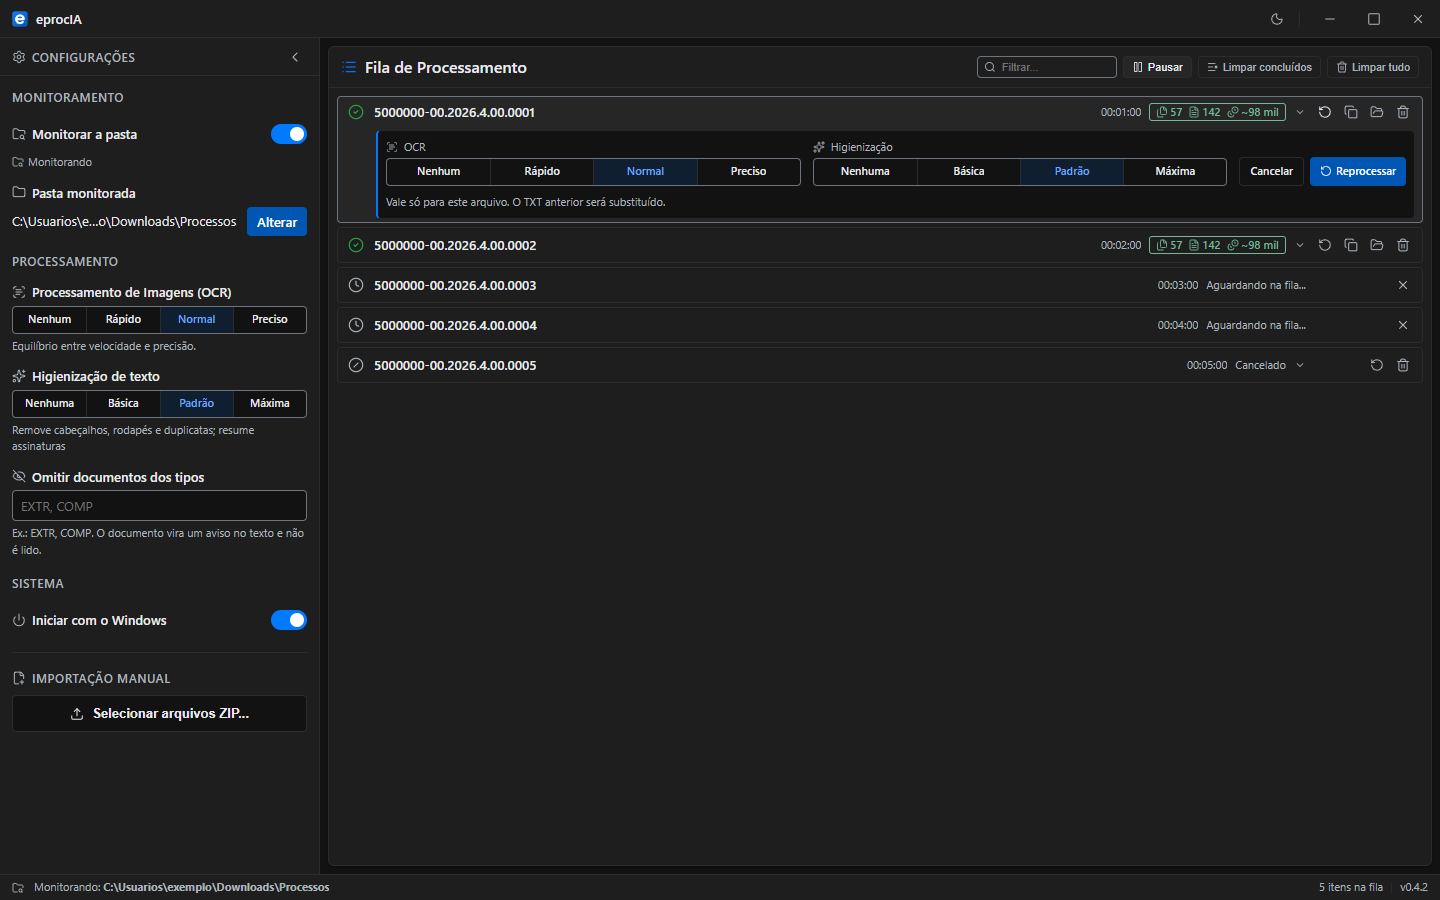 eprocIA
CONFIGURAÇÕES
MONITORAMENTO
Monitorar a pasta
Monitorando
Pasta monitorada
C:\Usuarios\e...o\Downloads\Processos
Alterar
PROCESSAMENTO
Processamento de Imagens (OCR)
Nenhum Rápido Normal Preciso
Equilíbrio entre velocidade e precisão.
Higienização de texto
Nenhuma Básica Padrão Máxima
Remove cabeçalhos, rodapés e duplicatas; resume
assinaturas
Omitir documentos dos tipos
EXTR, COMP
Ex.: EXTR, COMP. O documento vira um aviso no texto e não
é lido.
SISTEMA
Iniciar com o Windows
IMPORTAÇÃO MANUAL
Selecionar arquivos ZIP...
Fila de Processamento
Filtrar...
Pausar
Limpar concluídos
Limpar tudo
5000000-00.2026.4.00.0001 00:01:00 57 142 ~98 mil
OCR Higienização
Nenhum Rápido Normal Preciso Nenhuma Básica Padrão Máxima Cancelar Reprocessar
Vale só para este arquivo. O TXT anterior será substituído.
5000000-00.2026.4.00.0002 00:02:00 57 142 ~98 mil
5000000-00.2026.4.00.0003 00:03:00 Aguardando na fila...
5000000-00.2026.4.00.0004 00:04:00 Aguardando na fila...
5000000-00.2026.4.00.0005 00:05:00 Cancelado
Monitorando: C:\Usuarios\exemplo\Downloads\Processos
5 itens na fila v0.4.2